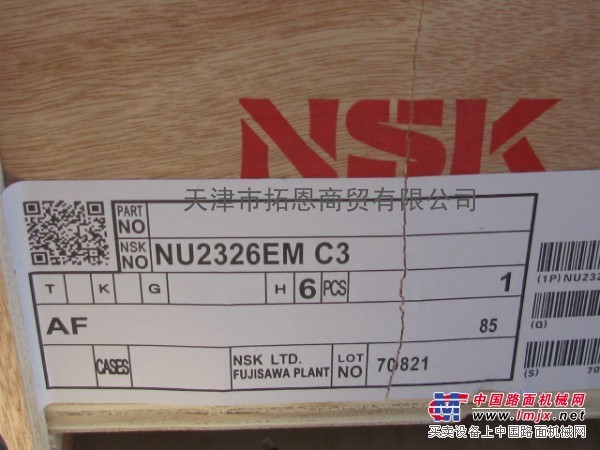 NSK
天津市拓恩商贸有限公司
PART NO
NSK NO NU2326EM C3
T K G H 6 PCS 1
AF 85
CASES NSK LTD. FUJISAWA PLANT LOT NO 70821
(1P)NU232
(Q)
(S) 70
中国路面机械网
www.lmjx.net
买卖设备上中国路面机械网